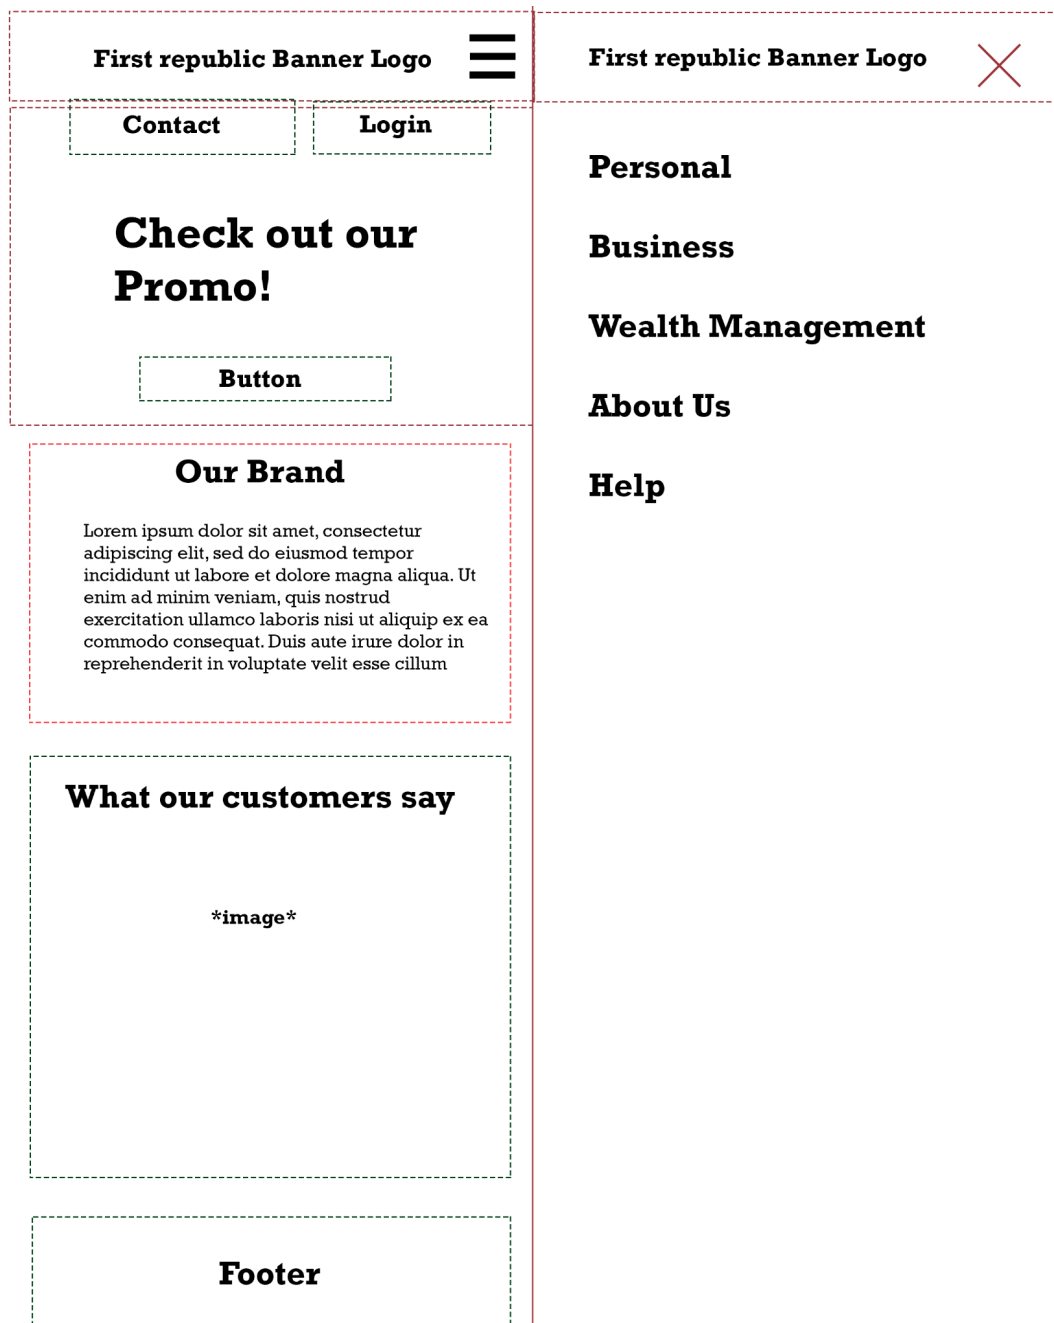 First republic Banner Logo
Contact
Login
Check out our
Promo!
Button
Our Brand
Lorem ipsum dolor sit amet, consectetur
adipiscing elit, sed do eiusmod tempor
incididunt ut labore et dolore magna aliqua. Ut
enim ad minim veniam, quis nostrud
exercitation ullamco laboris nisi ut aliquip ex ea
commodo consequat. Duis aute irure dolor in
reprehenderit in voluptate velit esse cillum
What our customers say
*image*
Footer
First republic Banner Logo
Personal
Business
Wealth Management
About Us
Help